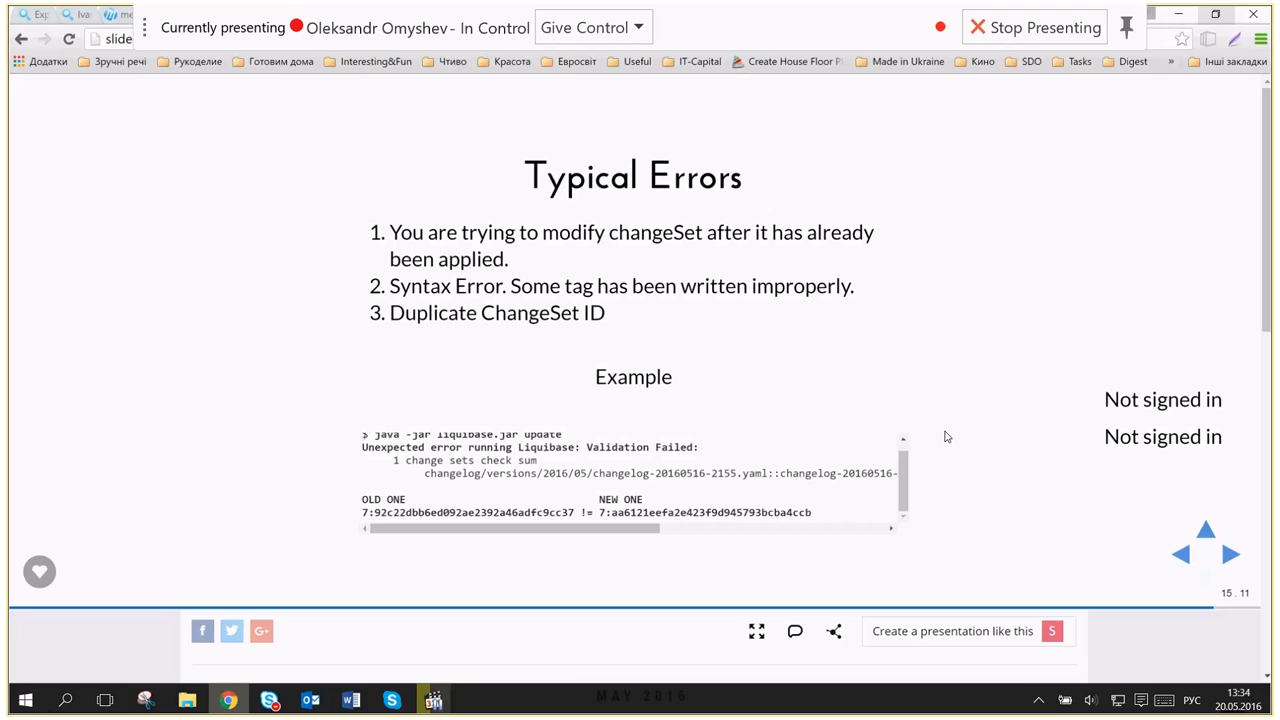 Exp
Iva
me
Currently presenting
Oleksandr Omyshev - In Control
Give Control
Stop Presenting
slide
Додатки
Зручні речі
Рукоделие
Готовим дома
Interesting&Fun
Чтиво
Красота
Євросвіт
Useful
IT-Capital
Create House Floor Pl
Made in Ukraine
Кино
SDO
Tasks
Digest
»
Інші закладки
Typical Errors
1. You are trying to modify changeSet after it has already
been applied.
2. Syntax Error. Some tag has been written improperly.
3. Duplicate ChangeSet ID
Example
Not signed in
Not signed in
$ java -jar liquibase.jar update
Unexpected error running Liquibase: Validation Failed:
1 change sets check sum
changelog/versions/2016/05/changelog-20160516-2155.yaml::changelog-20160516-
OLD ONE NEW ONE
7:92c22dbb6ed092ae2392a46adfc9cc37 != 7:aa6121eefa2e423f9d945793bcba4ccb
15 . 11
f
G+
Create a presentation like this S
MAY 2016
РУС
13:34
20.05.2016